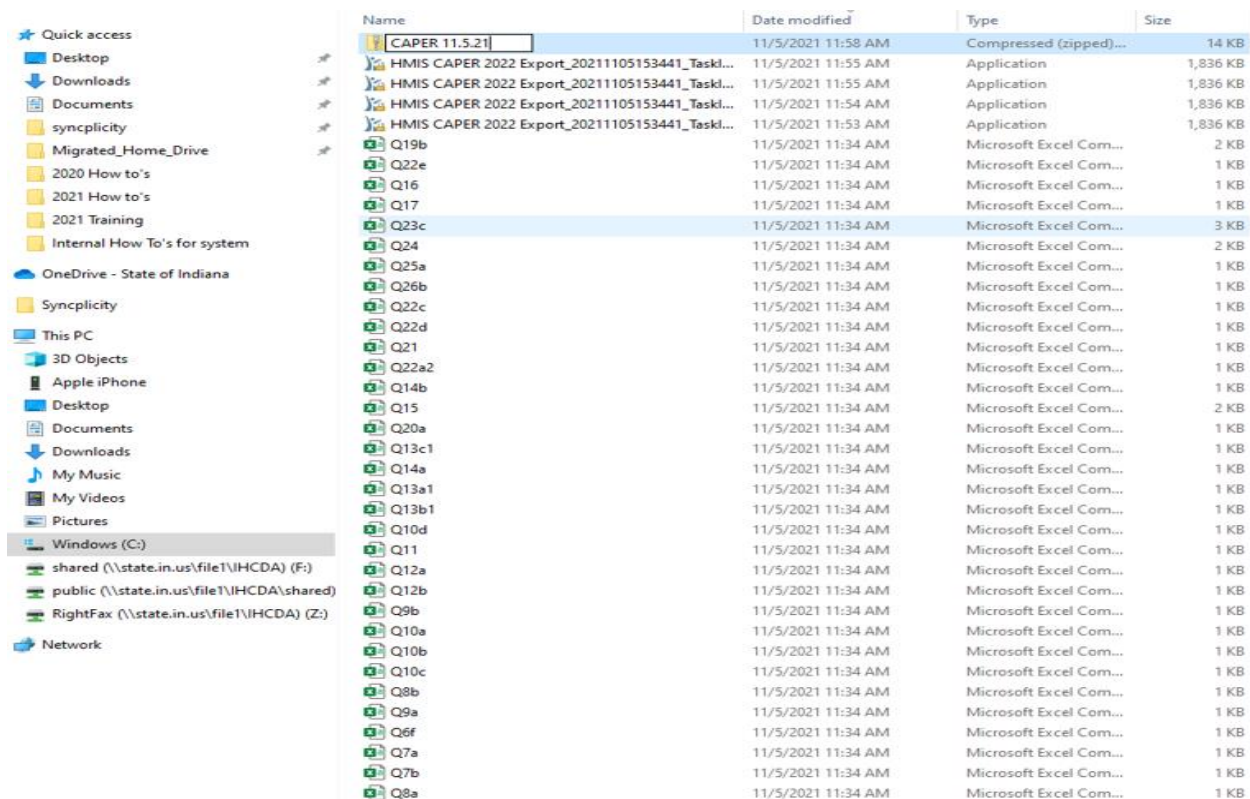 Quick access
Desktop
Downloads
Documents
syncplicity
Migrated_Home_Drive
2020 How to's
2021 How to's
2021 Training
Internal How To's for system
OneDrive - State of Indiana
Syncplicity
This PC
3D Objects
Apple iPhone
Desktop
Documents
Downloads
My Music
My Videos
Pictures
Windows (C:)
shared (\\state.in.us\file1\IHCDA) (F:)
public (\\state.in.us\file1\IHCDA\shared)
RightFax (\\state.in.us\file1\IHCDA) (Z:)
Network
Name Date modified Type Size
CAPER 11.5.21 11/5/2021 11:58 AM Compressed (zipped)... 14 KB
HMIS CAPER 2022 Export_20211105153441_TaskI... 11/5/2021 11:55 AM Application 1,836 KB
HMIS CAPER 2022 Export_20211105153441_TaskI... 11/5/2021 11:55 AM Application 1,836 KB
HMIS CAPER 2022 Export_20211105153441_TaskI... 11/5/2021 11:54 AM Application 1,836 KB
HMIS CAPER 2022 Export_20211105153441_TaskI... 11/5/2021 11:53 AM Application 1,836 KB
Q19b 11/5/2021 11:34 AM Microsoft Excel Com... 2 KB
Q22e 11/5/2021 11:34 AM Microsoft Excel Com... 1 KB
Q16 11/5/2021 11:34 AM Microsoft Excel Com... 1 KB
Q17 11/5/2021 11:34 AM Microsoft Excel Com... 1 KB
Q23c 11/5/2021 11:34 AM Microsoft Excel Com... 3 KB
Q24 11/5/2021 11:34 AM Microsoft Excel Com... 2 KB
Q25a 11/5/2021 11:34 AM Microsoft Excel Com... 1 KB
Q26b 11/5/2021 11:34 AM Microsoft Excel Com... 1 KB
Q22c 11/5/2021 11:34 AM Microsoft Excel Com... 1 KB
Q22d 11/5/2021 11:34 AM Microsoft Excel Com... 1 KB
Q21 11/5/2021 11:34 AM Microsoft Excel Com... 1 KB
Q22a2 11/5/2021 11:34 AM Microsoft Excel Com... 1 KB
Q14b 11/5/2021 11:34 AM Microsoft Excel Com... 1 KB
Q15 11/5/2021 11:34 AM Microsoft Excel Com... 2 KB
Q20a 11/5/2021 11:34 AM Microsoft Excel Com... 1 KB
Q13c1 11/5/2021 11:34 AM Microsoft Excel Com... 1 KB
Q14a 11/5/2021 11:34 AM Microsoft Excel Com... 1 KB
Q13a1 11/5/2021 11:34 AM Microsoft Excel Com... 1 KB
Q13b1 11/5/2021 11:34 AM Microsoft Excel Com... 1 KB
Q10d 11/5/2021 11:34 AM Microsoft Excel Com... 1 KB
Q11 11/5/2021 11:34 AM Microsoft Excel Com... 1 KB
Q12a 11/5/2021 11:34 AM Microsoft Excel Com... 1 KB
Q12b 11/5/2021 11:34 AM Microsoft Excel Com... 1 KB
Q9b 11/5/2021 11:34 AM Microsoft Excel Com... 1 KB
Q10a 11/5/2021 11:34 AM Microsoft Excel Com... 1 KB
Q10b 11/5/2021 11:34 AM Microsoft Excel Com... 1 KB
Q10c 11/5/2021 11:34 AM Microsoft Excel Com... 1 KB
Q8b 11/5/2021 11:34 AM Microsoft Excel Com... 1 KB
Q9a 11/5/2021 11:34 AM Microsoft Excel Com... 1 KB
Q6f 11/5/2021 11:34 AM Microsoft Excel Com... 1 KB
Q7a 11/5/2021 11:34 AM Microsoft Excel Com... 1 KB
Q7b 11/5/2021 11:34 AM Microsoft Excel Com... 1 KB
Q8a 11/5/2021 11:34 AM Microsoft Excel Com... 1 KB